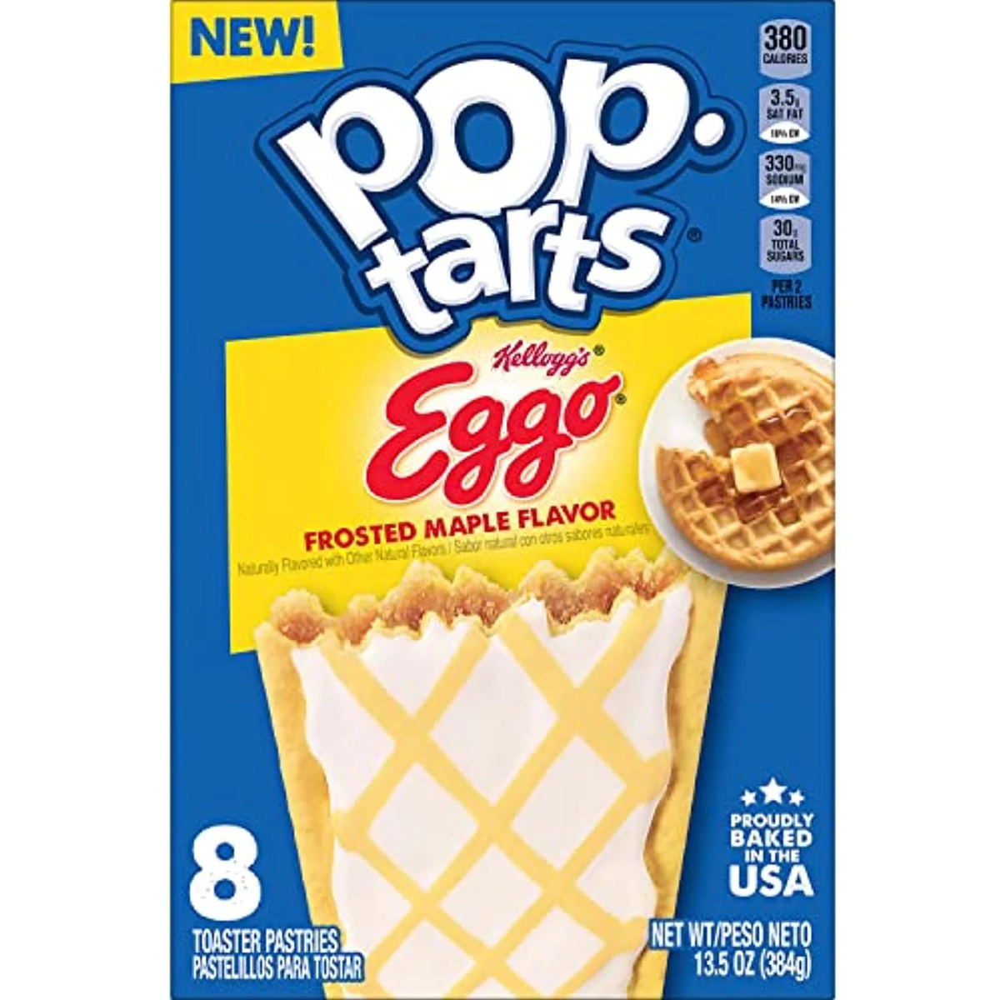 NEW!
pop.
tarts®
380
CALORIES
3.5g
SAT FAT
18% DV
330mg
SODIUM
14% DV
30g
TOTAL
SUGARS
PER 2
PASTRIES
Kellogg's®
Eggo®
FROSTED MAPLE FLAVOR
Naturally Flavored with Other Natural Flavors / Sabor natural con otros sabores naturales
PROUDLY
BAKED
IN THE
USA
8
TOASTER PASTRIES
PASTELILLOS PARA TOSTAR
NET WT/PESO NETO
13.5 OZ (384g)